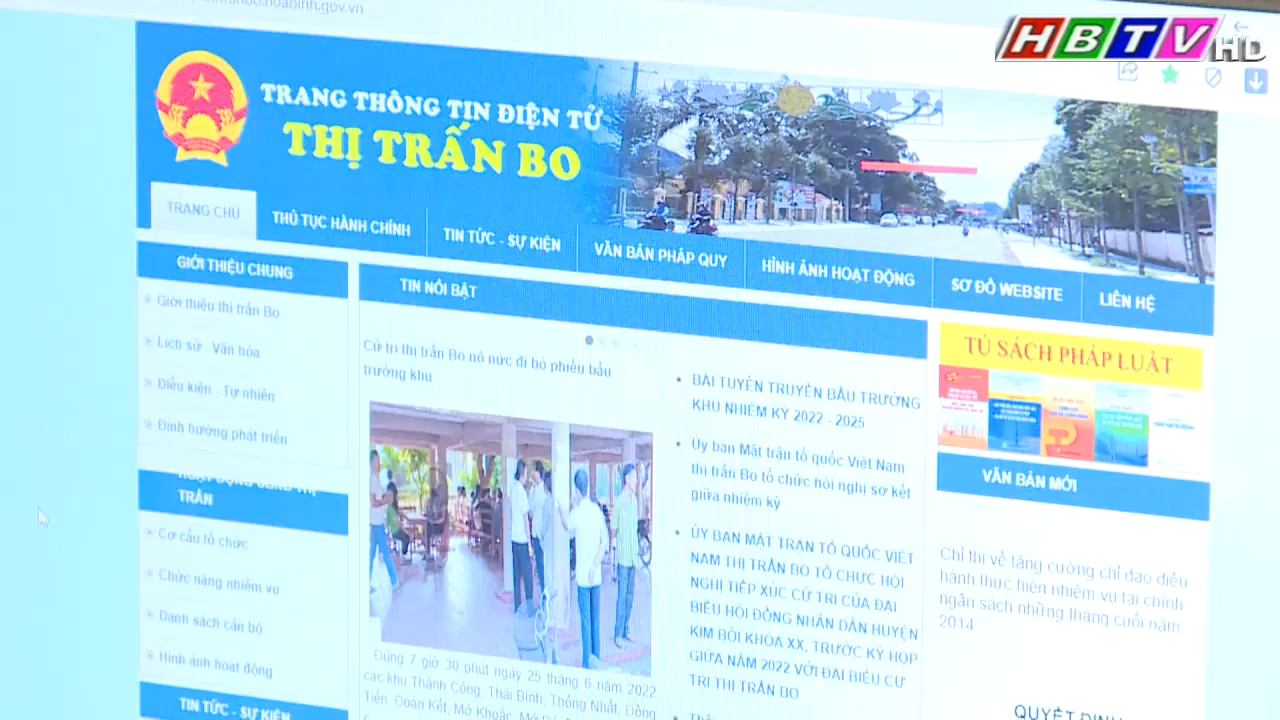 hoabinh.gov.vn
HBTV HD
TRANG THÔNG TIN ĐIỆN TỬ
THỊ TRẤN BO
TRANG CHỦ
THỦ TỤC HÀNH CHÍNH
TIN TỨC - SỰ KIỆN
VĂN BẢN PHÁP QUY
HÌNH ẢNH HOẠT ĐỘNG
SƠ ĐỒ WEBSITE
LIÊN HỆ
GIỚI THIỆU CHUNG
Giới thiệu thị trấn Bo
Lịch sử - Văn hóa
Điều kiện - Tự nhiên
Định hướng phát triển
TRẤN
Cơ cấu tổ chức
Chức năng nhiệm vụ
Danh sách cán bộ
Hình ảnh hoạt động
TIN TỨC - SỰ KIỆN
TIN NỔI BẬT
Cử tri thị trấn Bo nô nức đi bỏ phiếu bầu
trưởng khu
Đúng 7 giờ 30 phút ngày 25 tháng 6 năm 2022
các khu Thành Công, Thái Bình, Thống Nhất, Đồng
Tiến, Đoàn Kết, Mớ Khoắc, Mớ
BÀI TUYÊN TRUYỀN BẦU TRƯỞNG
KHU NHIỆM KỲ 2022 - 2025
Ủy ban Mặt trận tổ quốc Việt Nam
thị trấn Bo tổ chức hội nghị sơ kết
giữa nhiệm kỳ
ỦY BAN MẶT TRẬN TỔ QUỐC VIỆT
NAM THỊ TRẤN BO TỔ CHỨC HỘI
NGHỊ TIẾP XÚC CỬ TRI CỦA ĐẠI
BIỂU HỘI ĐỒNG NHÂN DÂN HUYỆN
KIM BÔI KHÓA XX, TRƯỚC KỲ HỌP
GIỮA NĂM 2022 VỚI ĐẠI BIỂU CỬ
TRI THỊ TRẤN BO
TỦ SÁCH PHÁP LUẬT
VĂN BẢN MỚI
Chỉ thị về tăng cường chỉ đạo điều
hành thực hiện nhiệm vụ tài chính
ngân sách những tháng cuối năm
2014
QUYẾT ĐỊNH